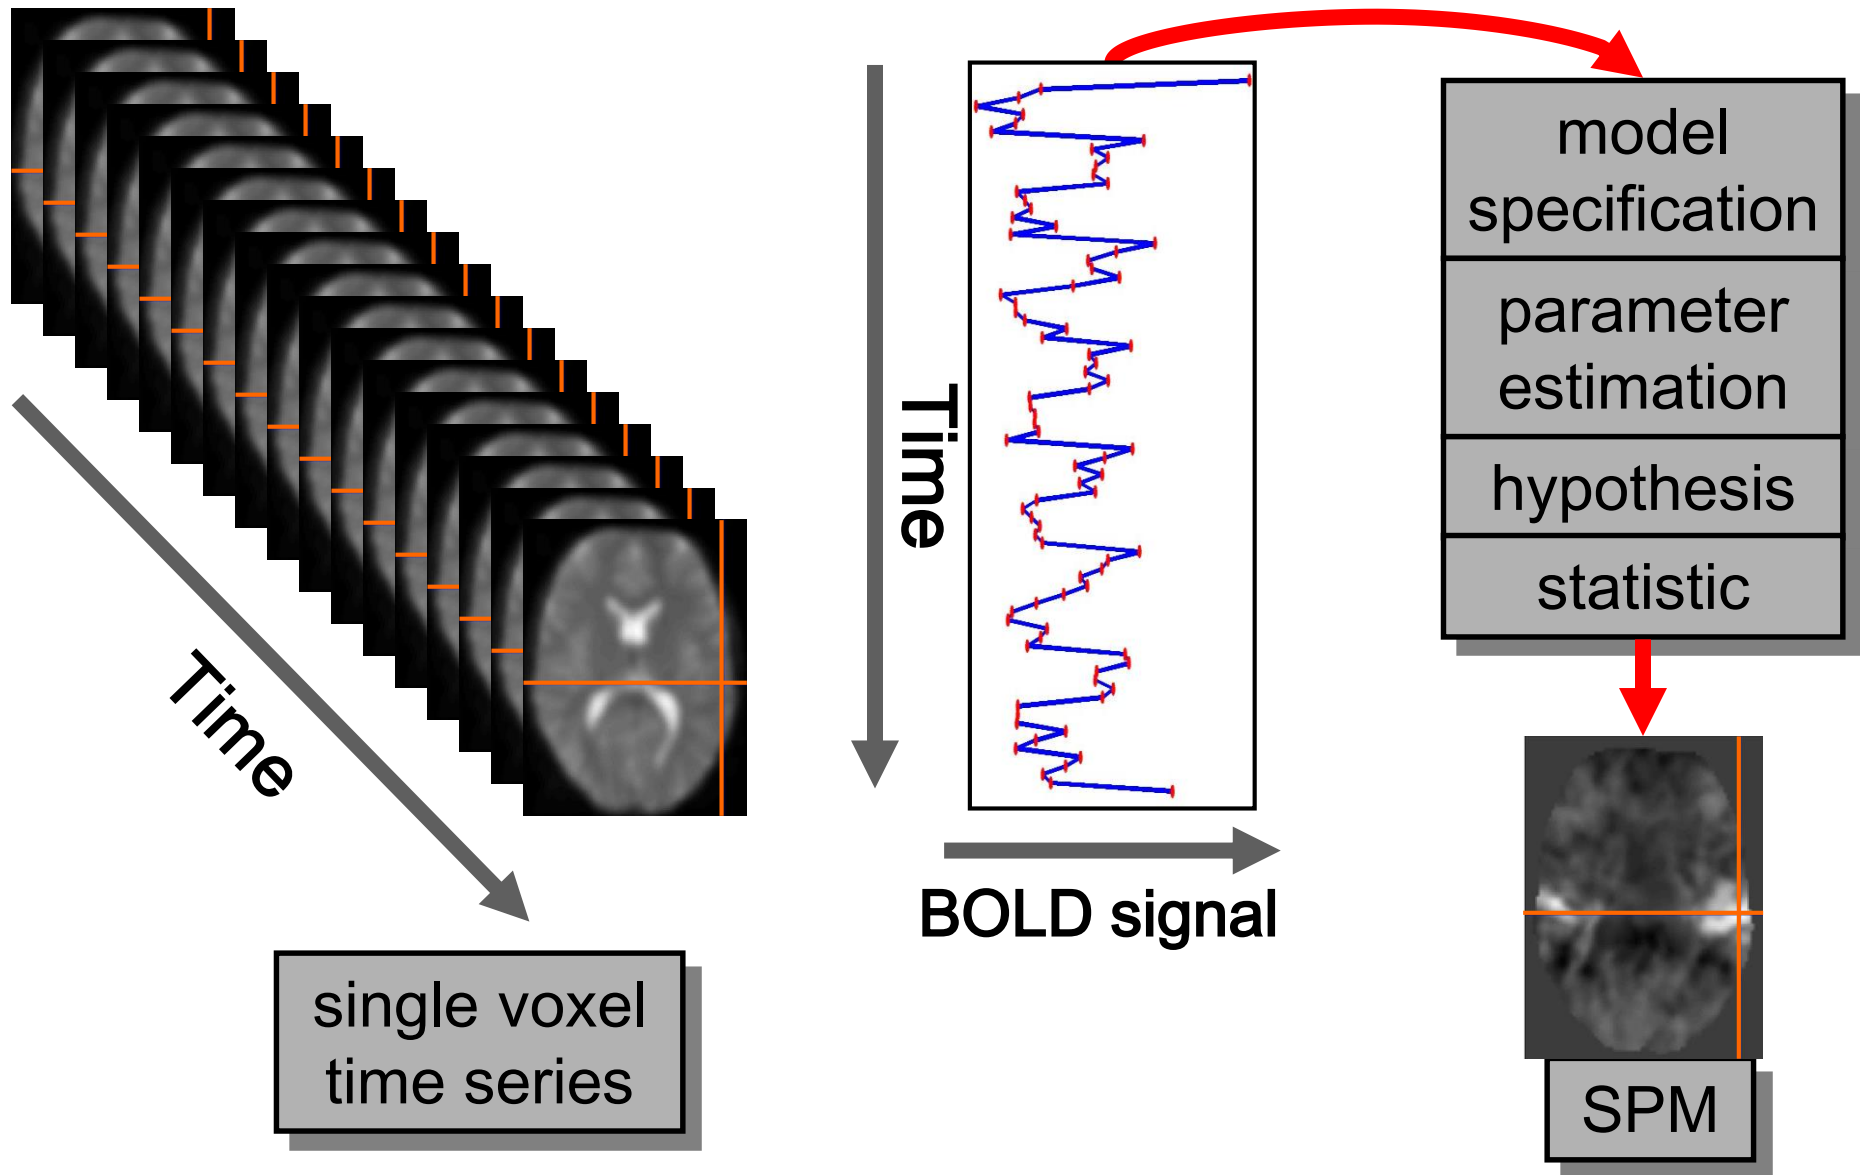 Time
single voxel
time series
Time
BOLD signal
model
specification
parameter
estimation
hypothesis
statistic
SPM